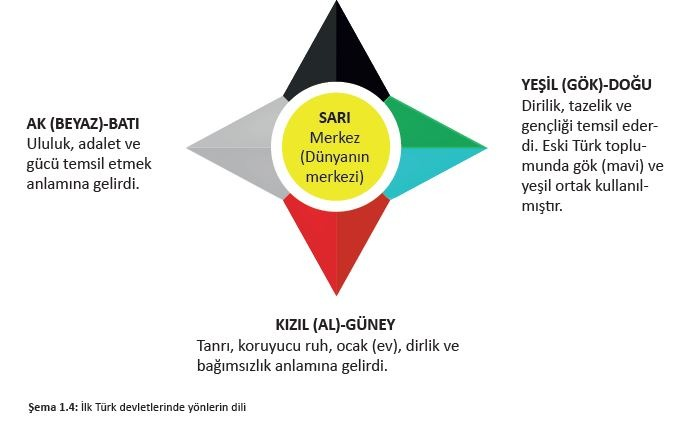 SARI
Merkez
(Dünyanın
merkezi)
AK (BEYAZ)-BATI
Ululuk, adalet ve
gücü temsil etmek
anlamına gelirdi.
YEŞİL (GÖK)-DOĞU
Dirilik, tazelik ve
gençliği temsil eder-
di. Eski Türk toplu-
munda gök (mavi) ve
yeşil ortak kullanıl-
mıştır.
KIZIL (AL)-GÜNEY
Tanrı, koruyucu ruh, ocak (ev), dirlik ve
bağımsızlık anlamına gelirdi.
Şema 1.4: İlk Türk devletlerinde yönlerin dili